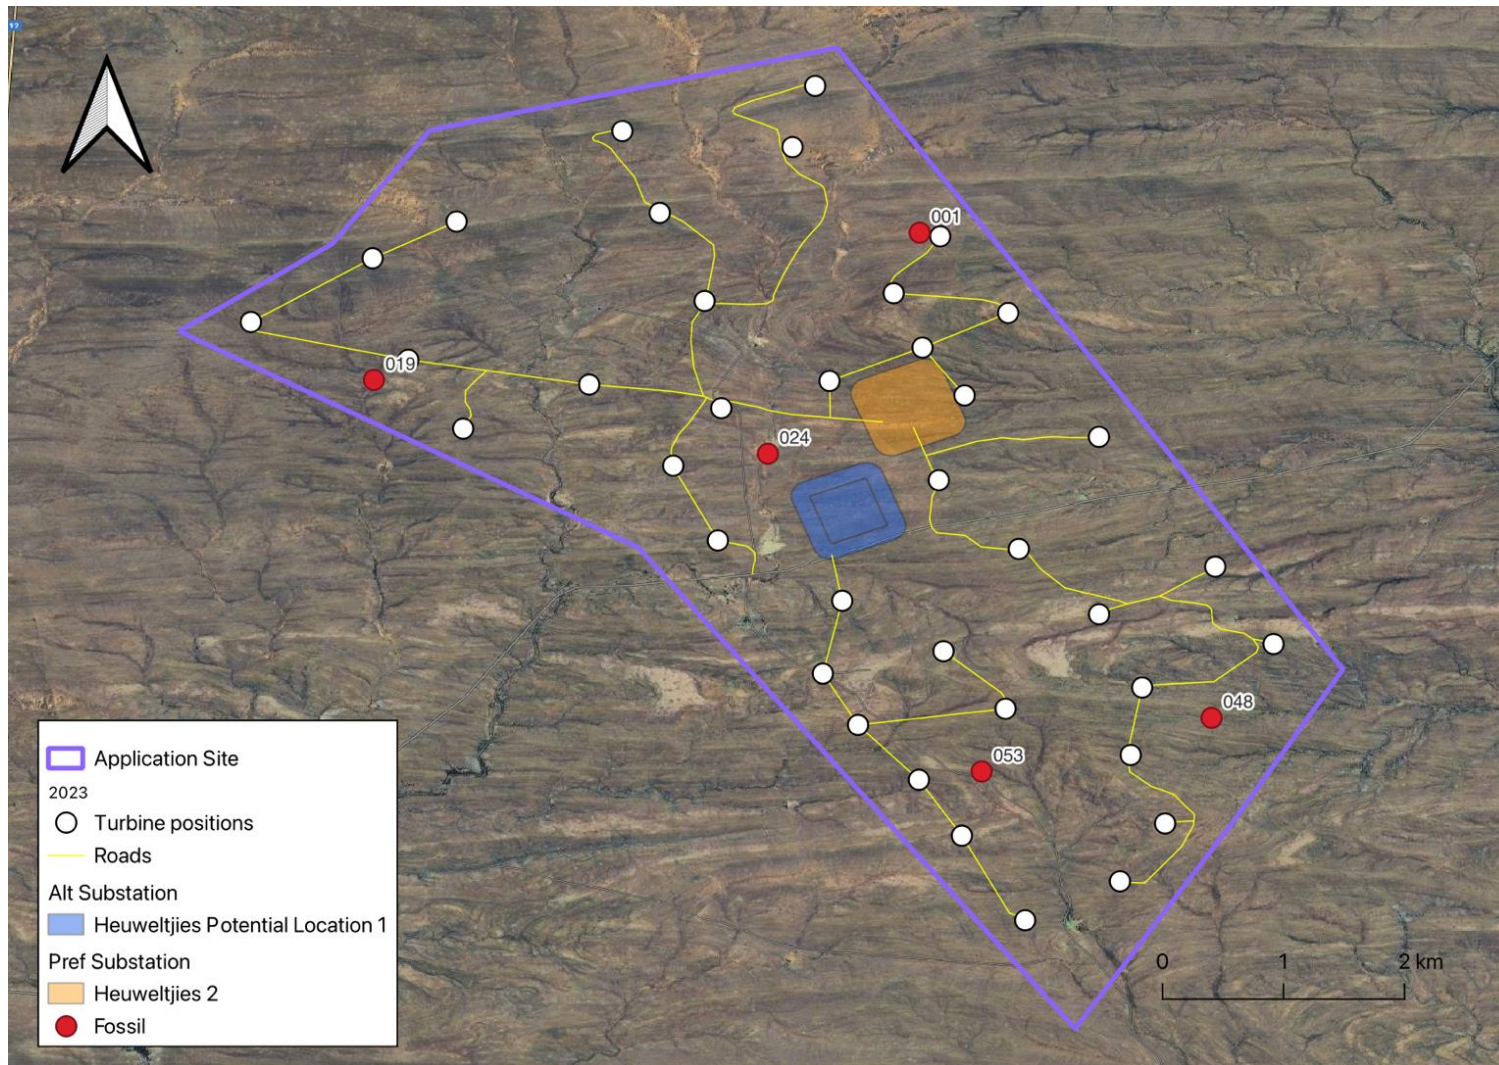 12
001
019
024
048
053
Application Site
2023
Turbine positions
Roads
Alt Substation
Heuweltjies Potential Location 1
Pref Substation
Heuweltjies 2
Fossil
0 1 2 km